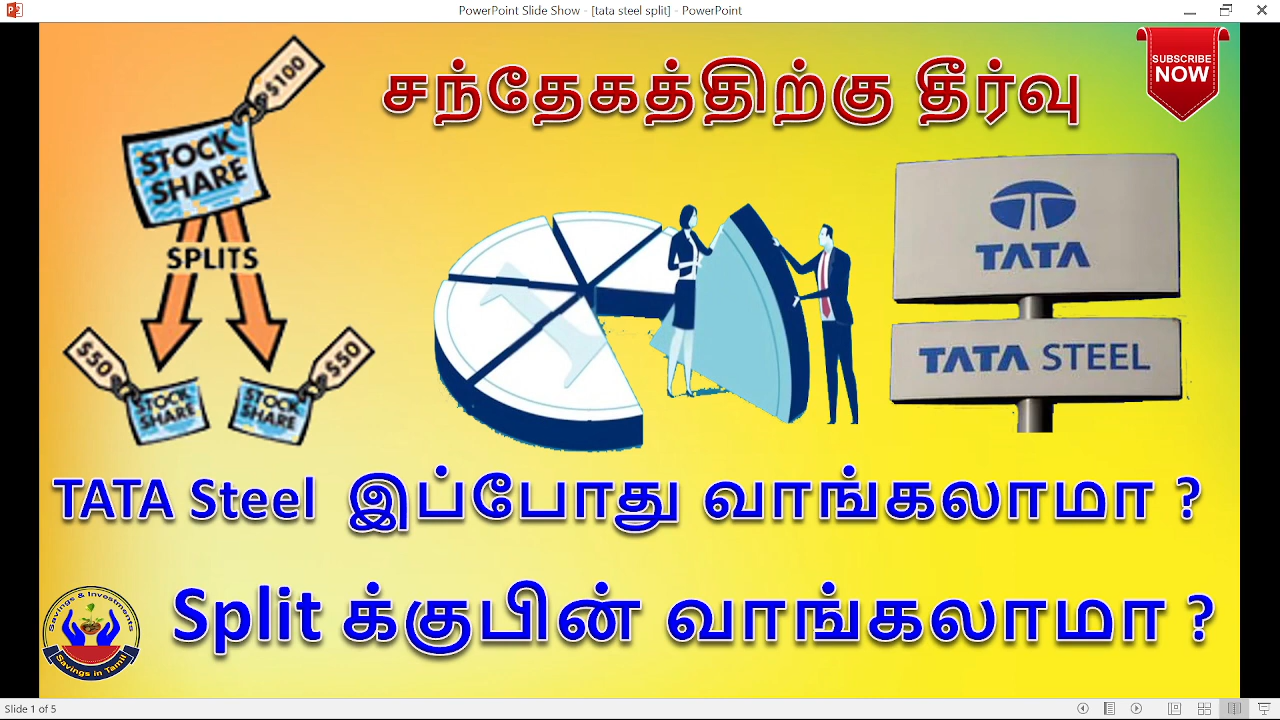 PowerPoint Slide Show - [tata steel split] - PowerPoint
சந்தேகத்திற்கு தீர்வு
SUBSCRIBE
NOW
$100
STOCK
SHARE
SPLITS
$50
$50
STOCK
SHARE
STOCK
SHARE
TATA
TATA STEEL
TATA Steel இப்போது வாங்கலாமா ?
Split க்குபின் வாங்கலாமா ?
Savings & Investments
Savings in Tamil
Slide 1 of 5